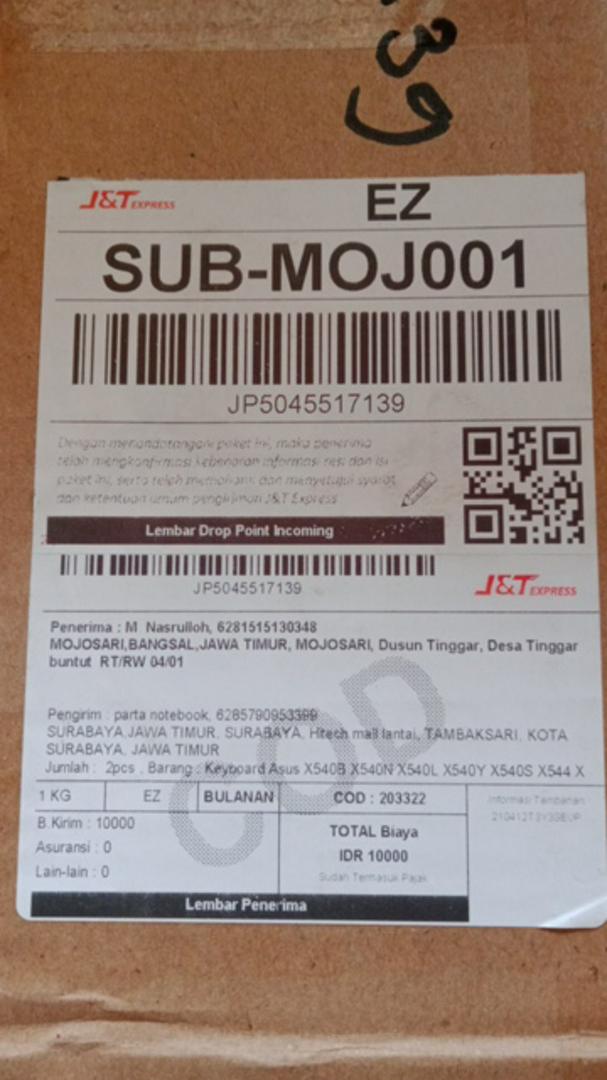 39
J&T EXPRESS
EZ
SUB-MOJ001
JP5045517139
Dengan menandatangani paket ini, maka penerima
telah mengkonfirmasi kebenaran informasi resi dan isi
paket ini, serta telah memahami dan menyetujui syarat
dan ketentuan umum pengiriman J&T Express
Lembar Drop Point Incoming
JP5045517139
J&T EXPRESS
Penerima : M Nasrulloh, 6281515130348
MOJOSARI,BANGSAL,JAWA TIMUR, MOJOSARI, Dusun Tinggar, Desa Tinggar
buntut RT/RW 04/01
Pengirim : parta notebook, 6285790953399
SURABAYA,JAWA TIMUR, SURABAYA, Hitech mall lantai, TAMBAKSARI, KOTA
SURABAYA, JAWA TIMUR
Jumlah : 2pcs , Barang : Keyboard Asus X540B X540N X540L X540Y X540S X544 X
COD
1 KG EZ BULANAN COD : 203322 Informasi Tambahan
B.Kirim : 10000
Asuransi : 0
Lain-lain : 0
TOTAL Biaya
IDR 10000
Sudah Termasuk Pajak
Lembar Penerima